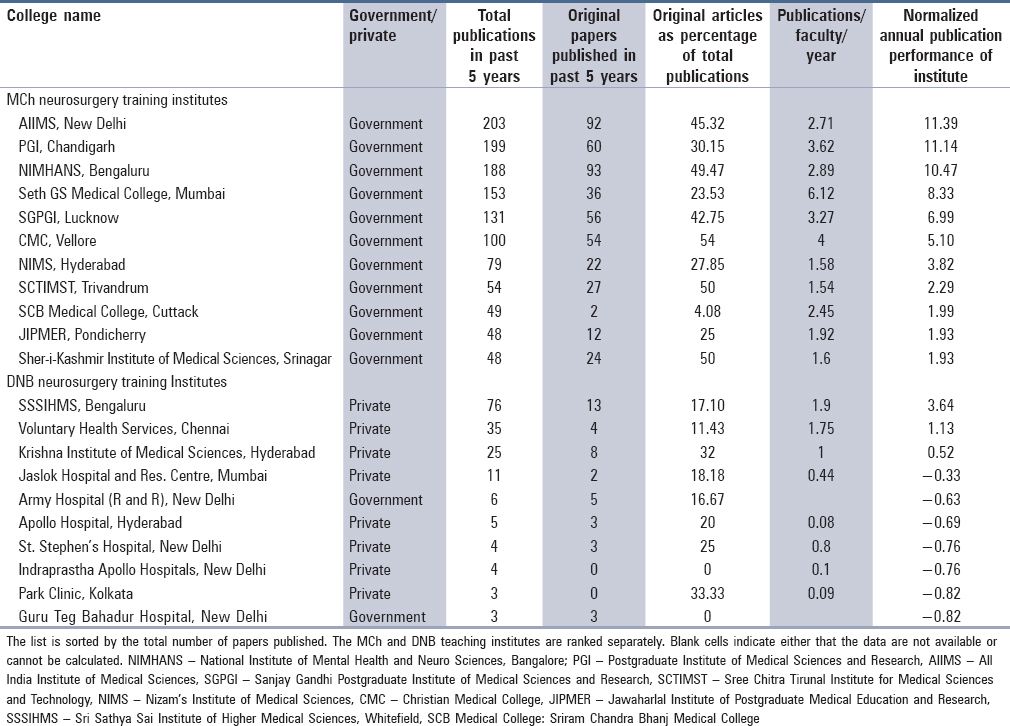 College name Government/ private Total publications in past 5 years Original papers published in past 5 years Original articles as percentage of total publications Publications/ faculty/ year Normalized annual publication performance of institute
MCh neurosurgery training institutes
AIIMS, New Delhi Government 203 92 45.32 2.71 11.39
PGI, Chandigarh Government 199 60 30.15 3.62 11.14
NIMHANS, Bengaluru Government 188 93 49.47 2.89 10.47
Seth GS Medical College, Mumbai Government 153 36 23.53 6.12 8.33
SGPGI, Lucknow Government 131 56 42.75 3.27 6.99
CMC, Vellore Government 100 54 54 4 5.10
NIMS, Hyderabad Government 79 22 27.85 1.58 3.82
SCTIMST, Trivandrum Government 54 27 50 1.54 2.29
SCB Medical College, Cuttack Government 49 2 4.08 2.45 1.99
JIPMER, Pondicherry Government 48 12 25 1.92 1.93
Sher-i-Kashmir Institute of Medical Sciences, Srinagar Government 48 24 50 1.6 1.93
DNB neurosurgery training Institutes
SSSIHMS, Bengaluru Private 76 13 17.10 1.9 3.64
Voluntary Health Services, Chennai Private 35 4 11.43 1.75 1.13
Krishna Institute of Medical Sciences, Hyderabad Private 25 8 32 1 0.52
Jaslok Hospital and Res. Centre, Mumbai Private 11 2 18.18 0.44 −0.33
Army Hospital (R and R), New Delhi Government 6 5 16.67 −0.63
Apollo Hospital, Hyderabad Private 5 3 20 0.08 −0.69
St. Stephen's Hospital, New Delhi Private 4 3 25 0.8 −0.76
Indraprastha Apollo Hospitals, New Delhi Private 4 0 0 0.1 −0.76
Park Clinic, Kolkata Private 3 0 33.33 0.09 −0.82
Guru Teg Bahadur Hospital, New Delhi Government 3 3 0 −0.82
The list is sorted by the total number of papers published. The MCh and DNB teaching institutes are ranked separately. Blank cells indicate either that the data are not available or
cannot be calculated. NIMHANS – National Institute of Mental Health and Neuro Sciences, Bangalore; PGI – Postgraduate Institute of Medical Sciences and Research, AIIMS – All
India Institute of Medical Sciences, SGPGI - Sanjay Gandhi Postgraduate Institute of Medical Sciences and Research, SCTIMST – Sree Chitra Tirunal Institute for Medical Sciences
and Technology, NIMS – Nizam's Institute of Medical Sciences, CMC – Christian Medical College, JIPMER – Jawaharlal Institute of Postgraduate Medical Education and Research,
SSSIHMS – Sri Sathya Sai Institute of Higher Medical Sciences, Whitefield, SCB Medical College: Sriram Chandra Bhanj Medical College